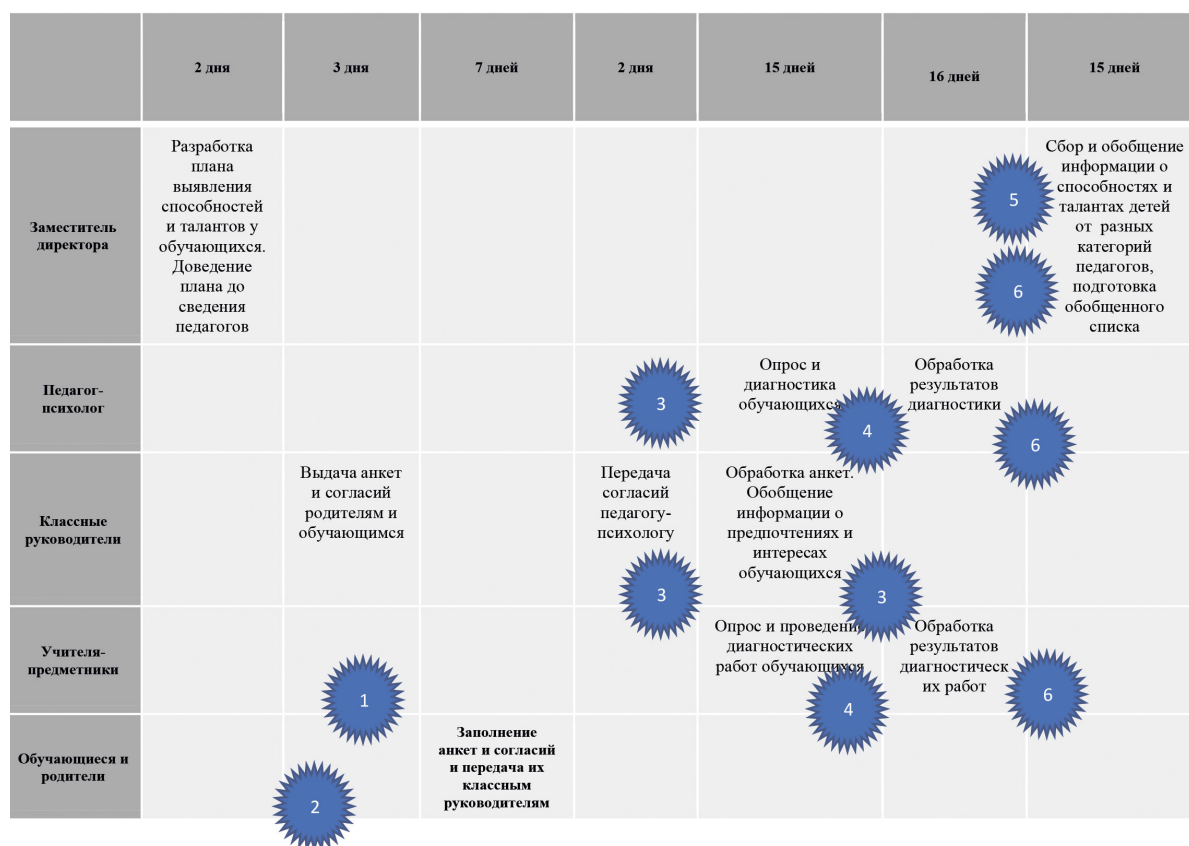 2 дня
3 дня
7 дней
2 дня
15 дней
16 дней
15 дней
Заместитель
директора
Разработка
плана
выявления
способностей
и талантов у
обучающихся.
Доведение
плана до
сведения
педагогов
5
6
Сбор и обобщение
информации о
способностях и
талантах детей
от разных
категорий
педагогов,
подготовка
обобщенного
списка
Педагог-
психолог
3
Опрос и
диагностика
обучающихся
4
Обработка
результатов
диагностики
6
Классные
руководители
Выдача анкет
и согласий
родителям и
обучающимся
Передача
согласий
педагогу-
психологу
3
Обработка анкет.
Обобщение
информации о
предпочтениях и
интересах
обучающихся
3
Учителя-
предметники
1
Опрос и проведение
диагностических
работ обучающихся
4
Обработка
результатов
диагностическ
их работ
6
Обучающиеся и
родители
2
Заполнение
анкет и согласий
и передача их
классным
руководителям